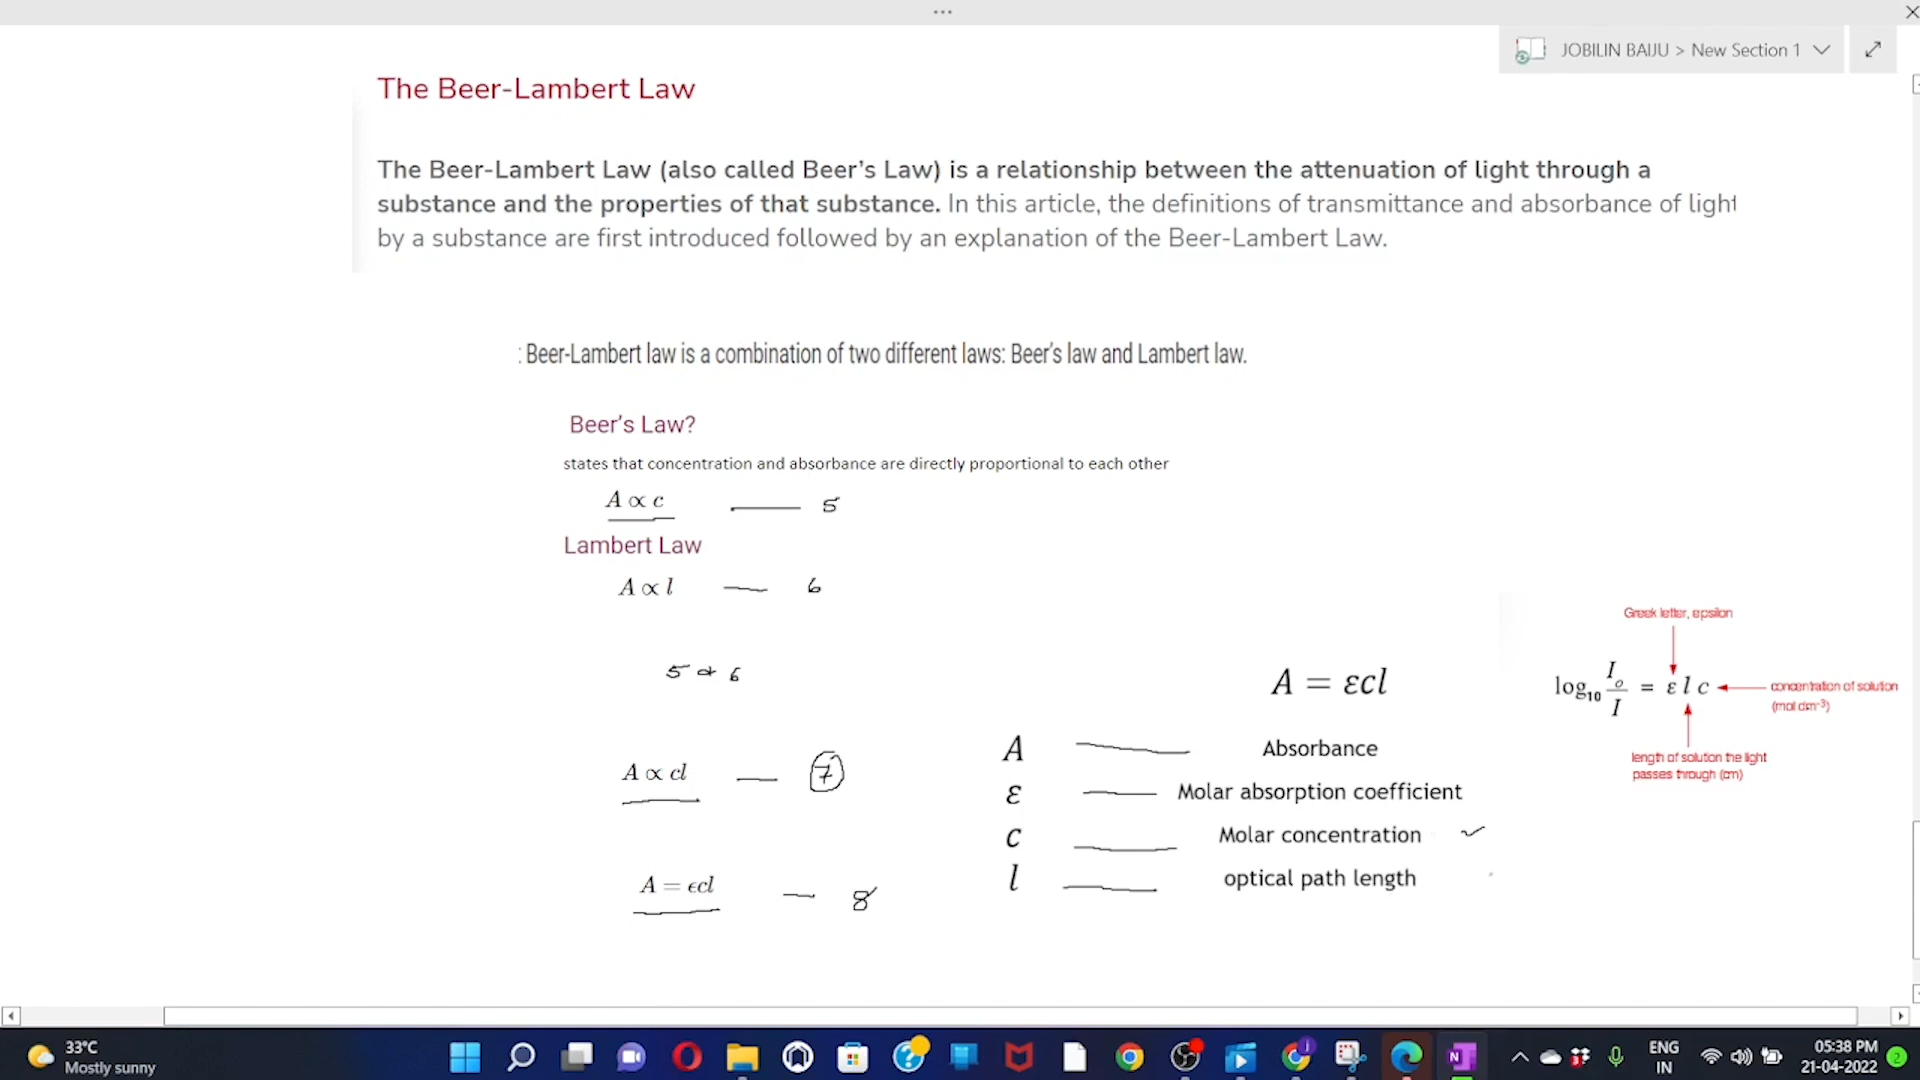 JOBILIN BAIJU > New Section 1
The Beer-Lambert Law
The Beer-Lambert Law (also called Beer's Law) is a relationship between the attenuation of light through a
substance and the properties of that substance. In this article, the definitions of transmittance and absorbance of light
by a substance are first introduced followed by an explanation of the Beer-Lambert Law.
: Beer-Lambert law is a combination of two different laws: Beer's law and Lambert law.
Beer's Law?
states that concentration and absorbance are directly proportional to each other
A ∝ c — 5
Lambert Law
A ∝ l — 6
5 & 6
A ∝ cl — 7
A = ϵcl — 8
A = εcl
A — Absorbance
ε — Molar absorption coefficient
c — Molar concentration ✓
l — optical path length
Greek letter, epsilon
log₁₀ I₀/I = ε l c
concentration of solution
(mol dm⁻³)
length of solution the light
passes through (cm)
33°C
Mostly sunny
ENG
IN
05:38 PM
21-04-2022
2